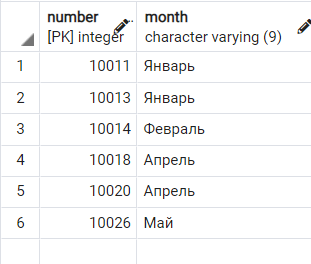 number month
[PK] integer character varying (9)
1 10011 Январь
2 10013 Январь
3 10014 Февраль
4 10018 Апрель
5 10020 Апрель
6 10026 Май